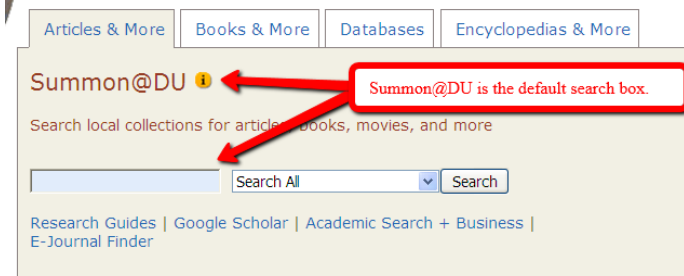 Articles & More Books & More Databases Encyclopedias & More
Summon@DU i
Summon@DU is the default search box.
Search local collections for articles, books, movies, and more
Search All Search
Research Guides | Google Scholar | Academic Search + Business |
E-Journal Finder